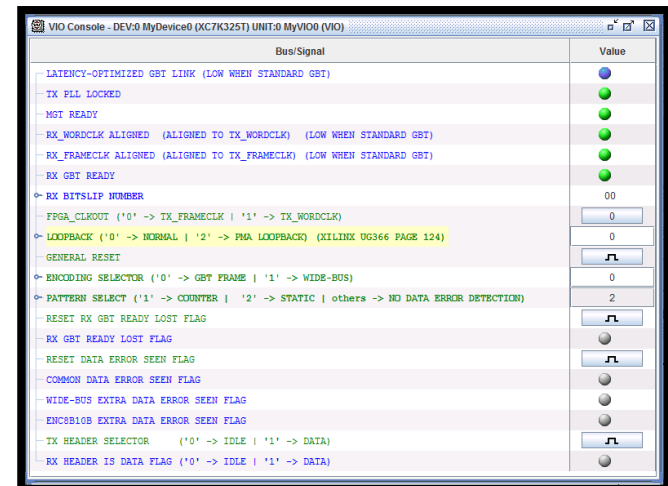 VIO Console - DEV:0 MyDevice0 (XC7K325T) UNIT:0 MyVIO0 (VIO)
Bus/Signal Value
LATENCY-OPTIMIZED GBT LINK (LOW WHEN STANDARD GBT)
TX PLL LOCKED
MGT READY
RX_WORDCLK ALIGNED (ALIGNED TO TX_WORDCLK) (LOW WHEN STANDARD GBT)
RX_FRAMECLK ALIGNED (ALIGNED TO TX_FRAMECLK) (LOW WHEN STANDARD GBT)
RX GBT READY
RX BITSLIP NUMBER 00
FPGA_CLKOUT ('0' -> TX_FRAMECLK | '1' -> TX_WORDCLK) 0
LOOPBACK ('0' -> NORMAL | '2' -> PMA LOOPBACK) (XILINX UG366 PAGE 124) 0
GENERAL RESET
ENCODING SELECTOR ('0' -> GBT FRAME | '1' -> WIDE-BUS) 0
PATTERN SELECT ('1' -> COUNTER | '2' -> STATIC | others -> NO DATA ERROR DETECTION) 2
RESET RX GBT READY LOST FLAG
RX GBT READY LOST FLAG
RESET DATA ERROR SEEN FLAG
COMMON DATA ERROR SEEN FLAG
WIDE-BUS EXTRA DATA ERROR SEEN FLAG
ENC8B10B EXTRA DATA ERROR SEEN FLAG
TX HEADER SELECTOR ('0' -> IDLE | '1' -> DATA)
RX HEADER IS DATA FLAG ('0' -> IDLE | '1' -> DATA)